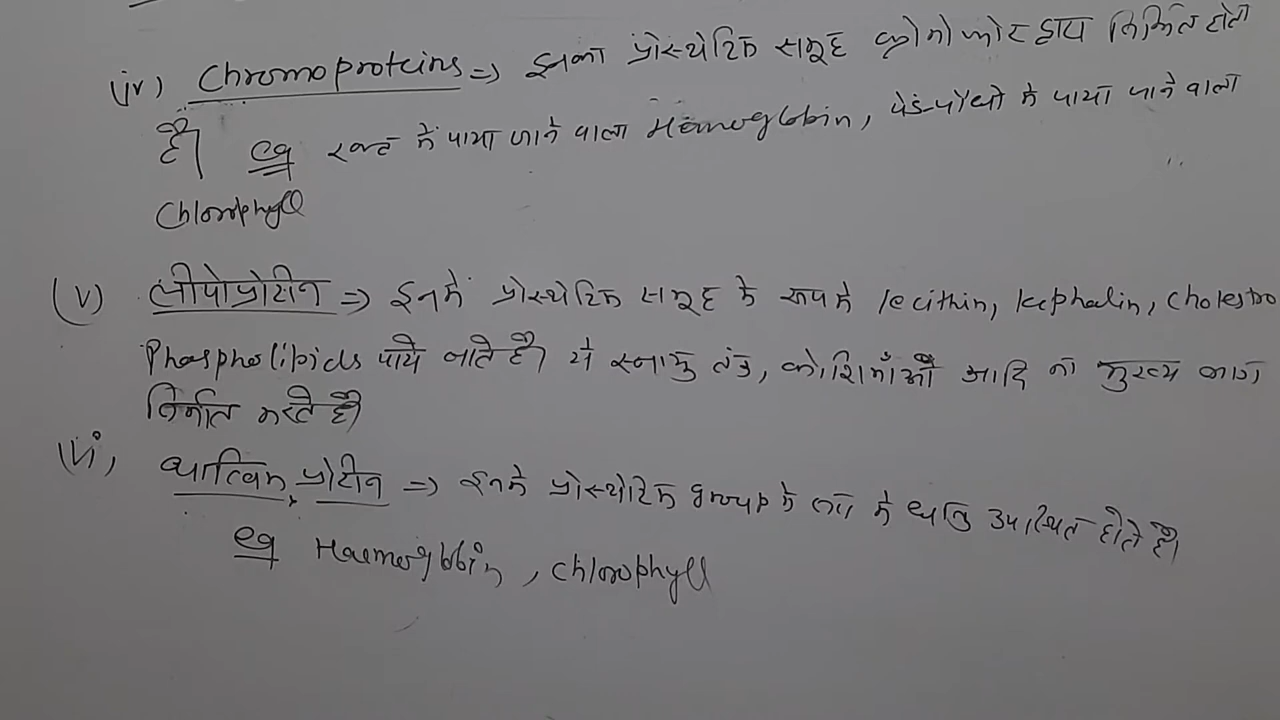 (iv) Chromoproteins ⇒ इनका प्रोस्थेटिक समूह क्रोमोफोर द्वारा निर्मित होता
है। eg रक्त में पाया जाने वाला Hemoglobin, पेड-पौधो मे पाया जाने वाला
Chlorophyll
(v) लीपोप्रोटीन ⇒ इनमे प्रोस्थेटिक समूह के रूप मे lecithin, kephalin, Cholestro
Phospholipids पाये जाते है। ये स्नायु तंत्र, कोशिकाओं आदि का मुख्य भाग
निर्मित करते है।
(vi) धात्विक प्रोटीन ⇒ इनमे प्रोस्थेटिक group के रूप मे धातु उपस्थित होते है।
eg Haemoglobin, Chlorophyll